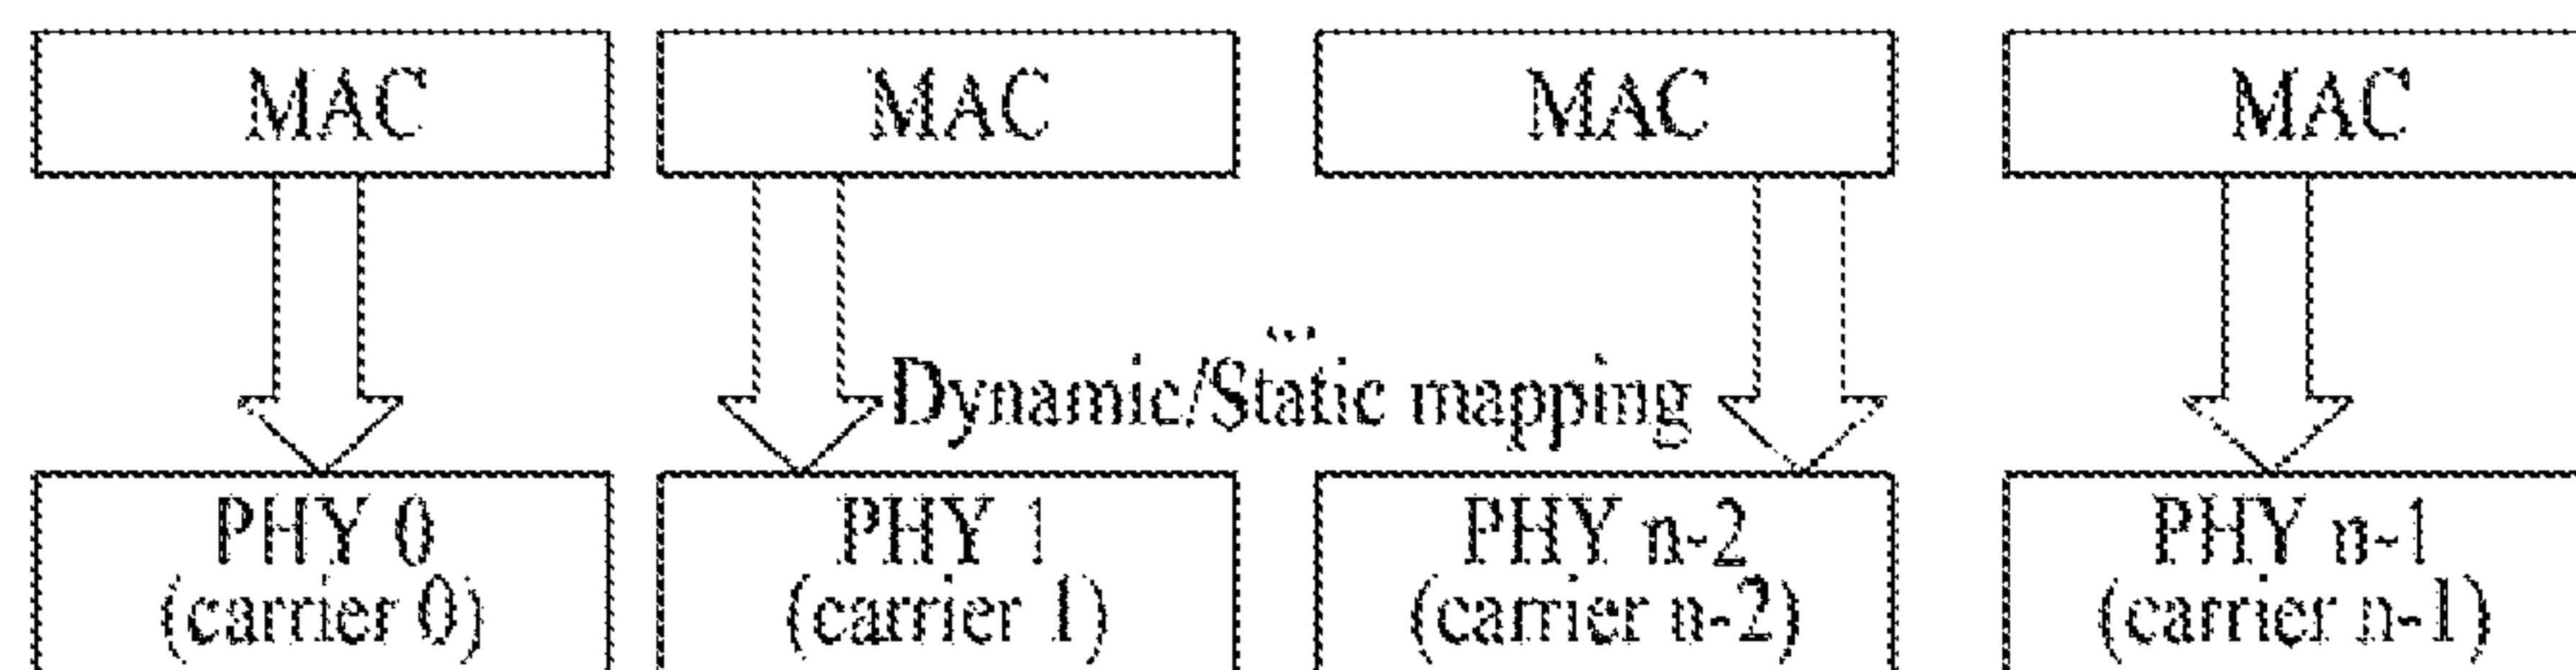 MAC MAC MAC MAC
...
Dynamic/Static mapping
PHY 0 PHY 1 PHY n-2 PHY n-1
(carrier 0) (carrier 1) (carrier n-2) (carrier n-1)